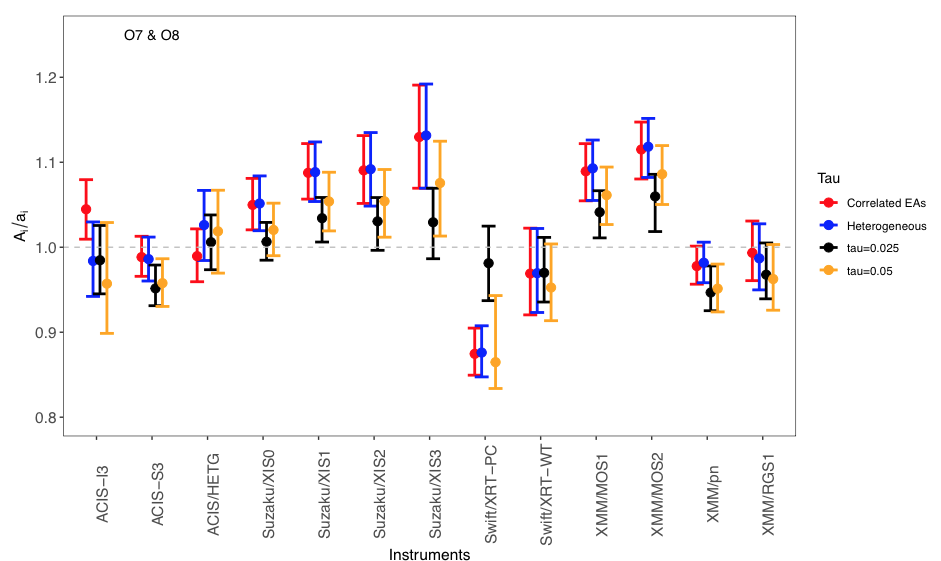 O7 & O8
1.2
1.1
1.0
0.9
0.8
Ai/ai
ACIS−I3
ACIS−S3
ACIS/HETG
Suzaku/XIS0
Suzaku/XIS1
Suzaku/XIS2
Suzaku/XIS3
Swift/XRT−PC
Swift/XRT−WT
XMM/MOS1
XMM/MOS2
XMM/pn
XMM/RGS1
Instruments
Tau
Correlated EAs
Heterogeneous
tau=0.025
tau=0.05